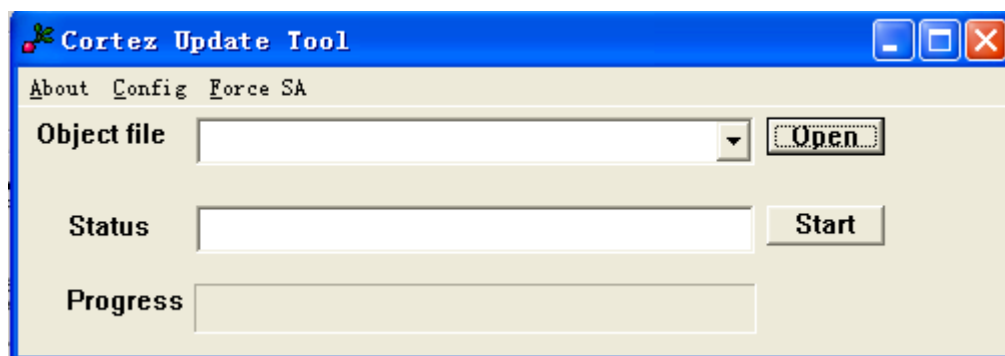 Cortez Update Tool
About Config Force SA
Object file Open
Status Start
Progress